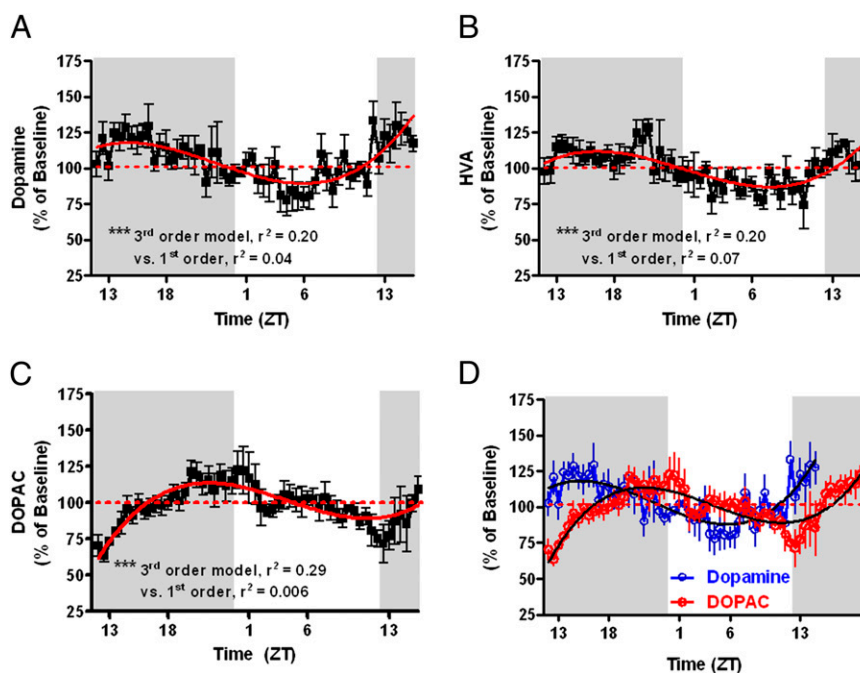 A
Dopamine
(% of Baseline)
175
150
125
100
75
50
25
*** 3rd order model, r² = 0.20
vs. 1st order, r² = 0.04
13 18 1 6 13
Time (ZT)
B
HVA
(% of Baseline)
175
150
125
100
75
50
25
*** 3rd order model, r² = 0.20
vs. 1st order, r² = 0.07
13 18 1 6 13
Time (ZT)
C
DOPAC
(% of Baseline)
175
150
125
100
75
50
25
*** 3rd order model, r² = 0.29
vs. 1st order, r² = 0.006
13 18 1 6 13
Time (ZT)
D
(% of Baseline)
175
150
125
100
75
50
25
Dopamine
DOPAC
13 18 1 6 13
Time (ZT)